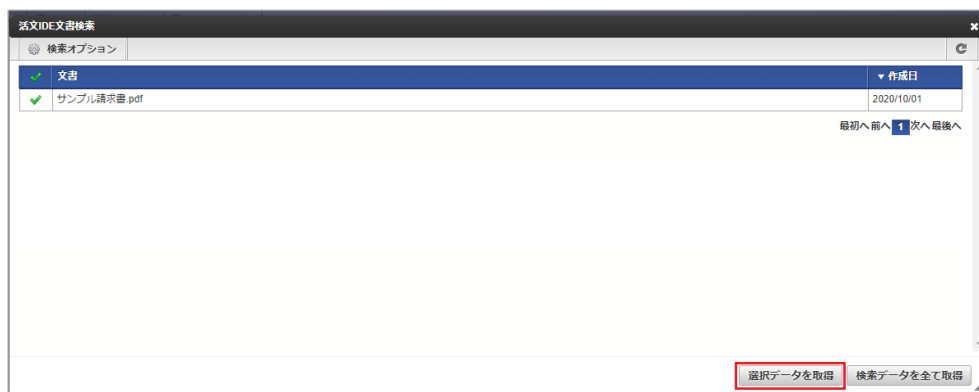 活文IDE文書検索
検索オプション
文書 ▼作成日
サンプル請求書.pdf 2020/10/01
最初へ 前へ 1 次へ 最後へ
選択データを取得 検索データを全て取得